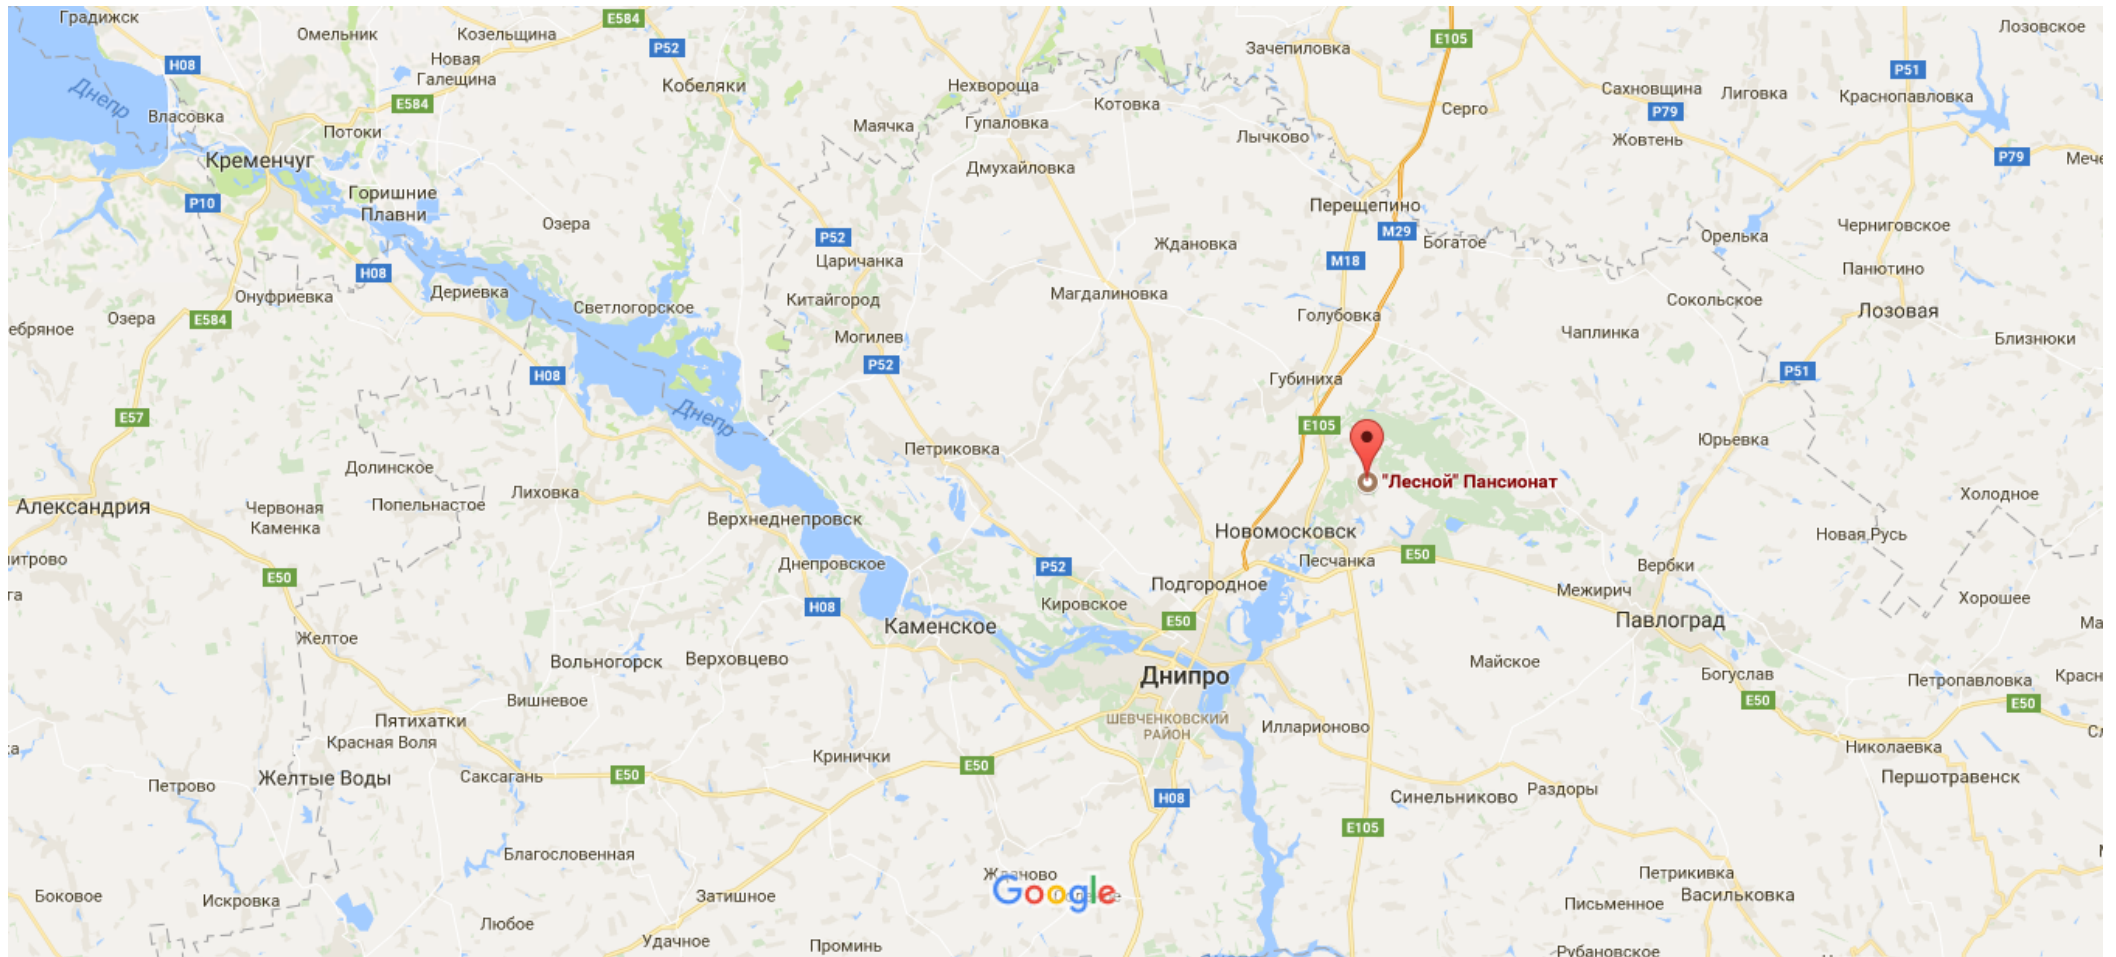 Градижск
Омельник
Козельщина
E584
P52
E105
Зачепиловка
Лозовское
H08
Новая
Галещина
Кобеляки
Нехвороща
P51
Днепр
E584
Котовка
Сахновщина
Лиговка
Краснопавловка
Власовка
Потоки
Маячка
Гупаловка
Серго
P79
Лычково
Жовтень
P79
Кременчуг
Дмухайловка
Горишние
Плавни
P10
Перещепино
Озера
P52
M29
Богатое
Орелька
Черниговское
Ждановка
Царичанка
M18
Панютино
H08
Онуфриевка
Дериевка
Светлогорское
Китайгород
Магдалиновка
Сокольское
Лозовая
ебряное
Озера
E584
Голубовка
Чаплинка
Близнюки
Могилев
P52
H08
Губиниха
P51
E57
Днепр
E105
Юрьевка
Петриковка
Долинское
"Лесной" Пансионат
Александрия
Червоная
Каменка
Попельнастое
Лиховка
Холодное
Верхнеднепровск
Новомосковск
Новая Русь
итрово
Днепровское
P52
Песчанка
E50
Вербки
E50
Подгородное
Межирич
га
H08
Кировское
E50
Хорошее
Каменское
Павлоград
Желтое
Вольногорск
Верховцево
Днипро
Майское
Богуслав
Петропавловка
Вишневое
E50
E50
Пятихатки
ШЕВЧЕНКОВСКИЙ
РАЙОН
Илларионово
Красная Воля
Кринички
E50
Николаевка
Петрово
Желтые Воды
Саксагань
E50
Першотравенск
H08
Синельниково
Раздоры
E105
Благословенная
Google
Петрикивка
Боковое
Искровка
Затишное
Васильковка
Письменное
Любое
Удачное
Проминь
Рубановское